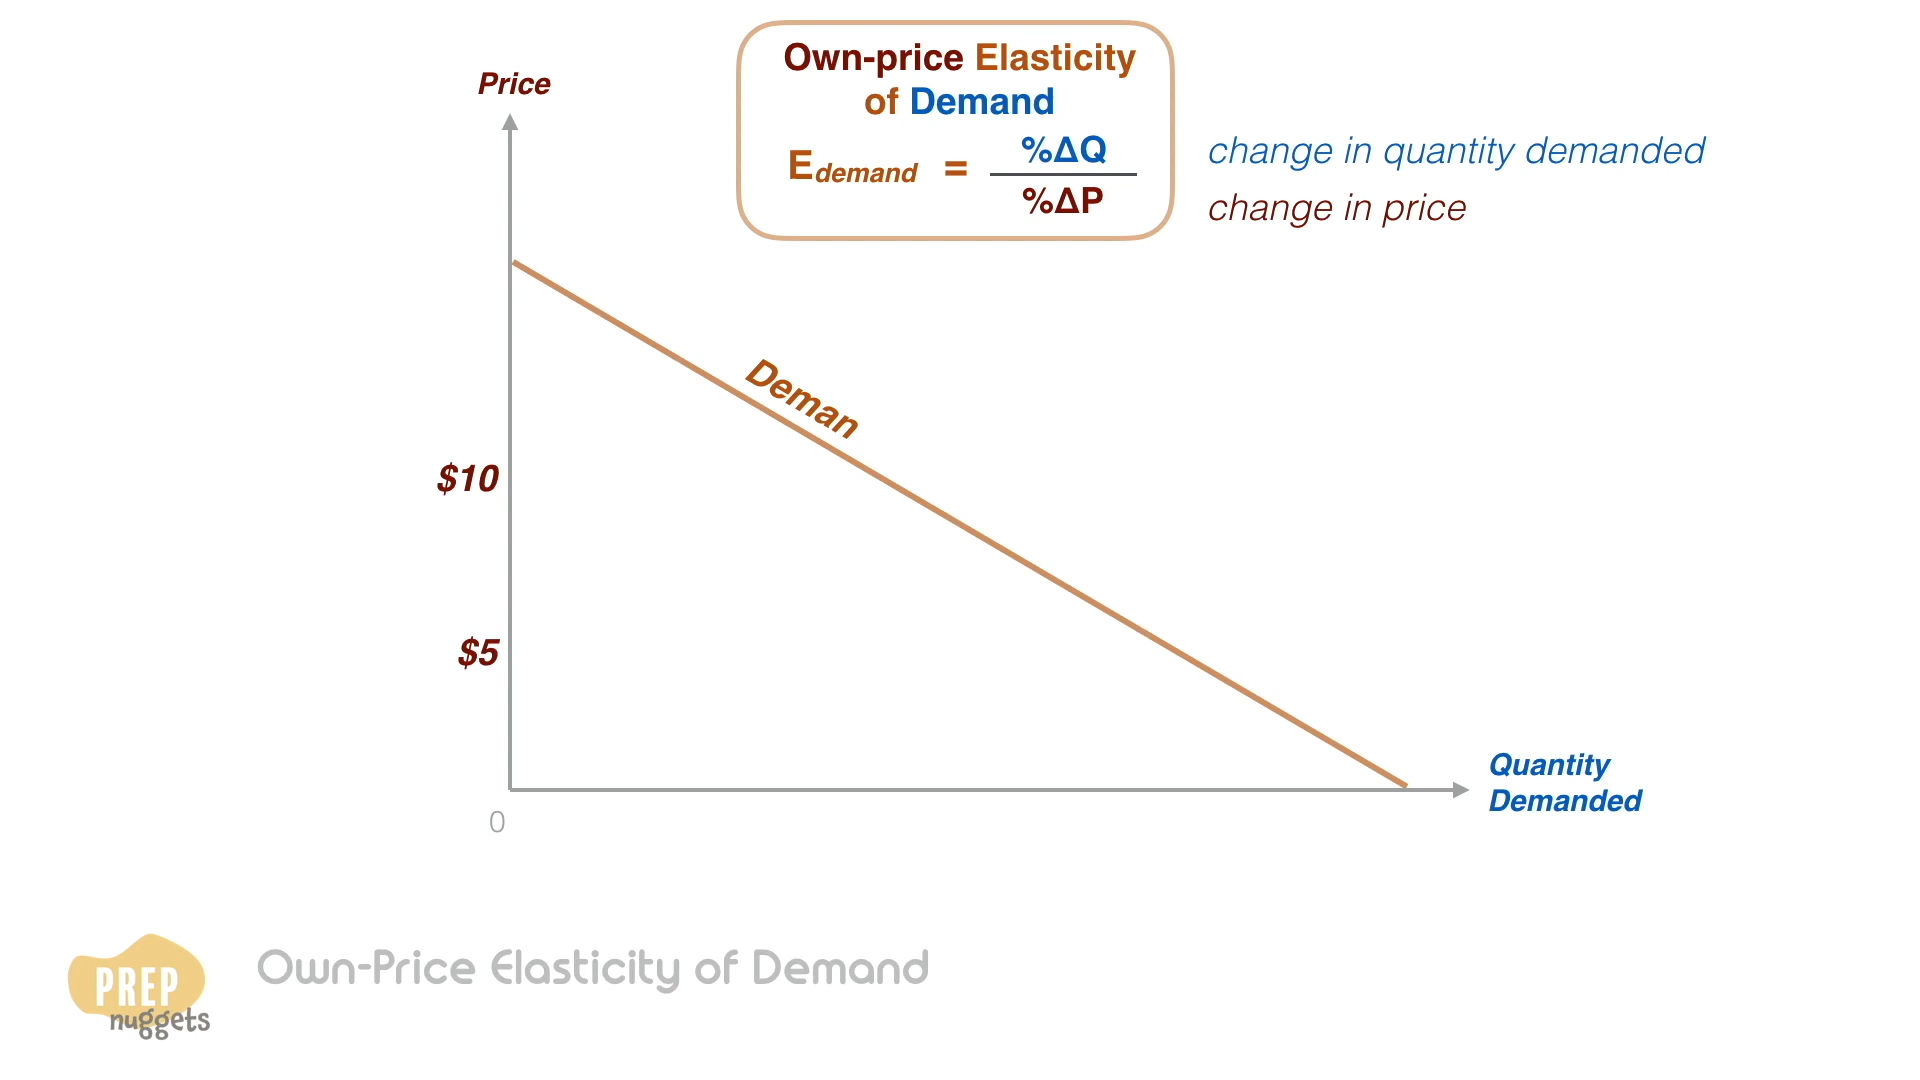 Own-price Elasticity
of Demand
E demand = %ΔQ
%ΔP
change in quantity demanded
change in price
Price
Deman
$10
$5
0
Quantity
Demanded
PREP
nuggets
Own-Price Elasticity of Demand